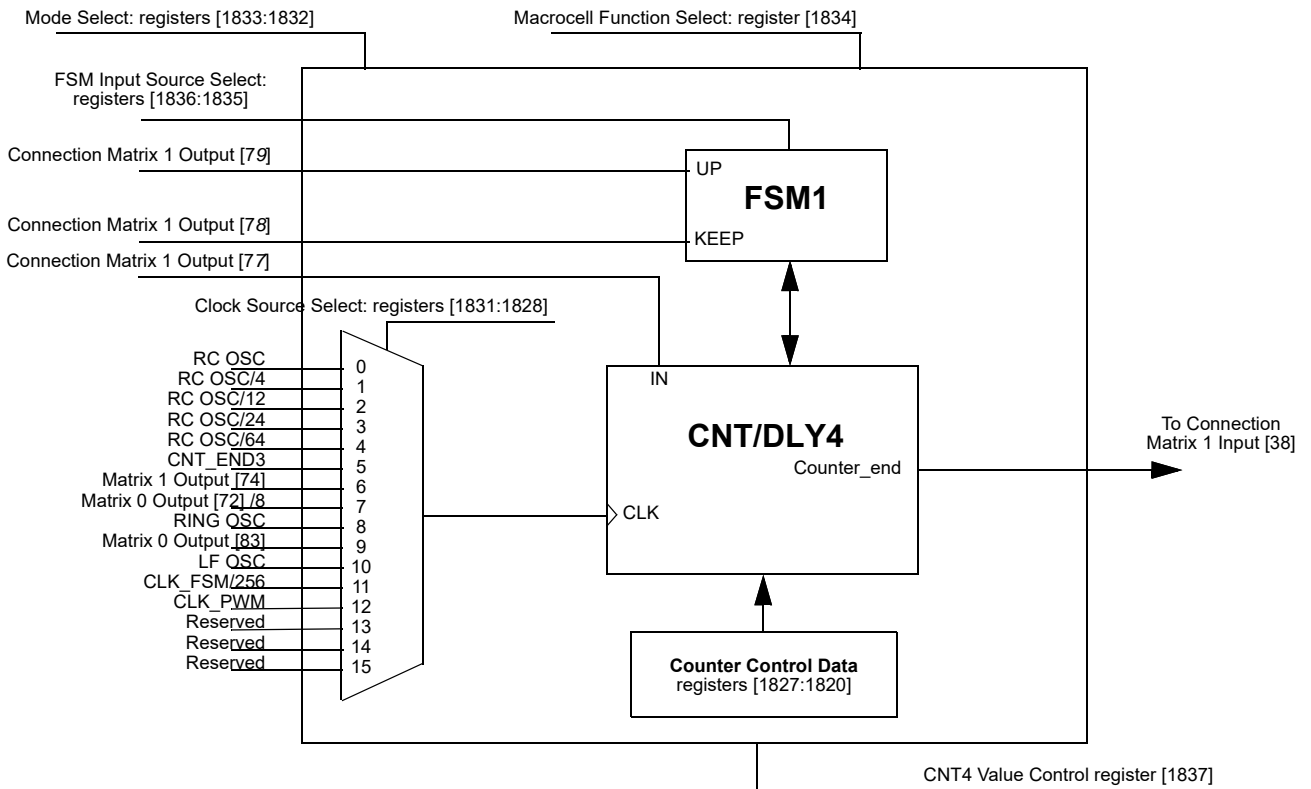 Mode Select: registers [1833:1832]
Macrocell Function Select: register [1834]
FSM Input Source Select:
registers [1836:1835]
Connection Matrix 1 Output [79]
UP
FSM1
Connection Matrix 1 Output [78]
KEEP
Connection Matrix 1 Output [77]
Clock Source Select: registers [1831:1828]
RC OSC
0
RC OSC/4
1
RC OSC/12
2
RC OSC/24
3
RC OSC/64
4
CNT_END3
5
Matrix 1 Output [74]
6
Matrix 0 Output [72] /8
7
RING OSC
8
Matrix 0 Output [83]
9
LF OSC
10
CLK_FSM/256
11
CLK_PWM
12
Reserved
13
Reserved
14
Reserved
15
IN
CNT/DLY4
Counter_end
CLK
To Connection
Matrix 1 Input [38]
Counter Control Data
registers [1827:1820]
CNT4 Value Control register [1837]